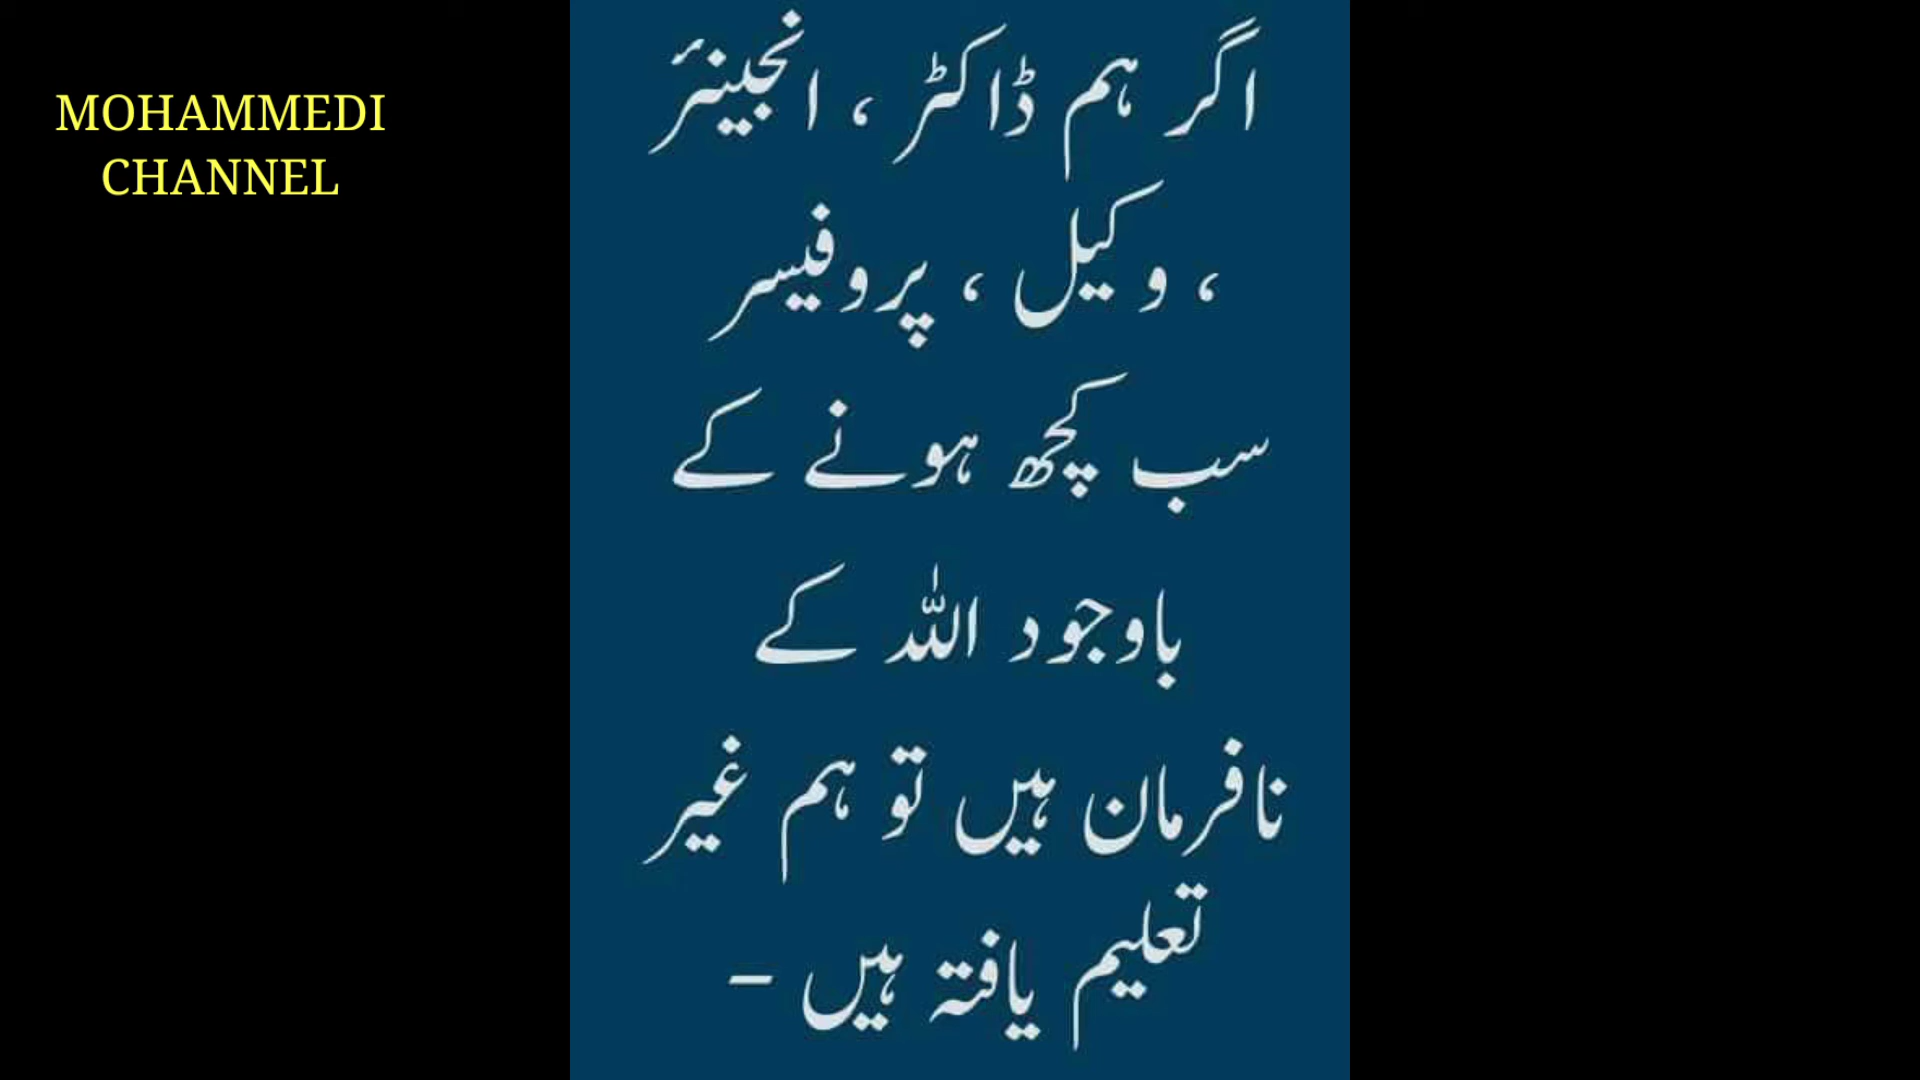 MOHAMMEDI
CHANNEL
اگر ہم ڈاکٹر ، انجینئر
، وکیل ، پروفیسر
سب کچھ ہونے کے
باوجود اللہ کے
نافرمان ہیں تو ہم غیر
تعلیم یافتہ ہیں -